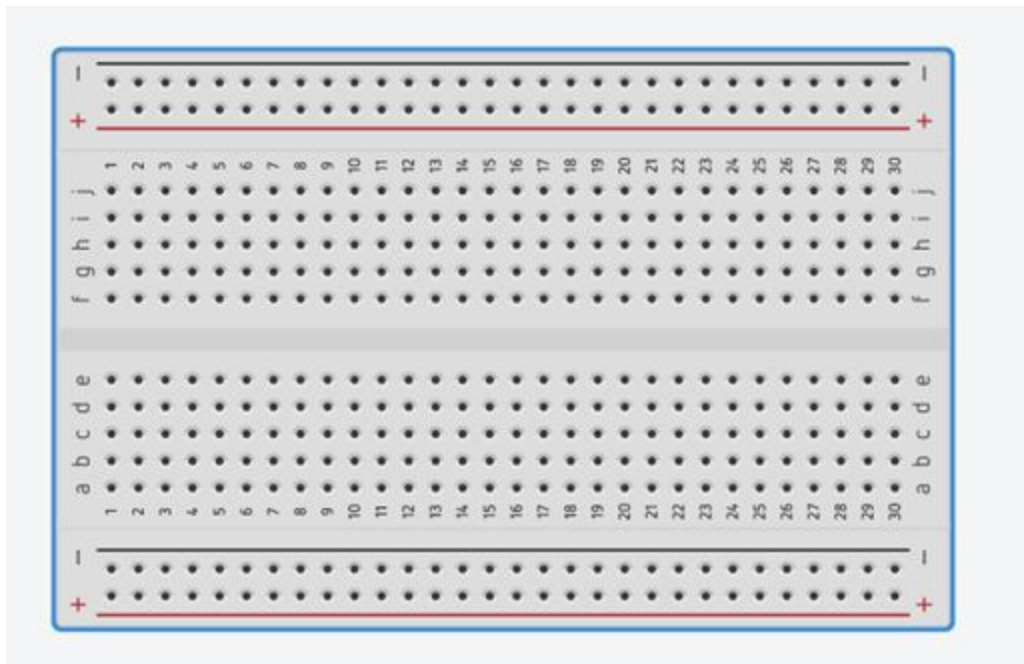 − −
+ +
1 2 3 4 5 6 7 8 9 10 11 12 13 14 15 16 17 18 19 20 21 22 23 24 25 26 27 28 29 30
j j
i i
h h
g g
f f
e e
d d
c c
b b
a a
1 2 3 4 5 6 7 8 9 10 11 12 13 14 15 16 17 18 19 20 21 22 23 24 25 26 27 28 29 30
− −
+ +